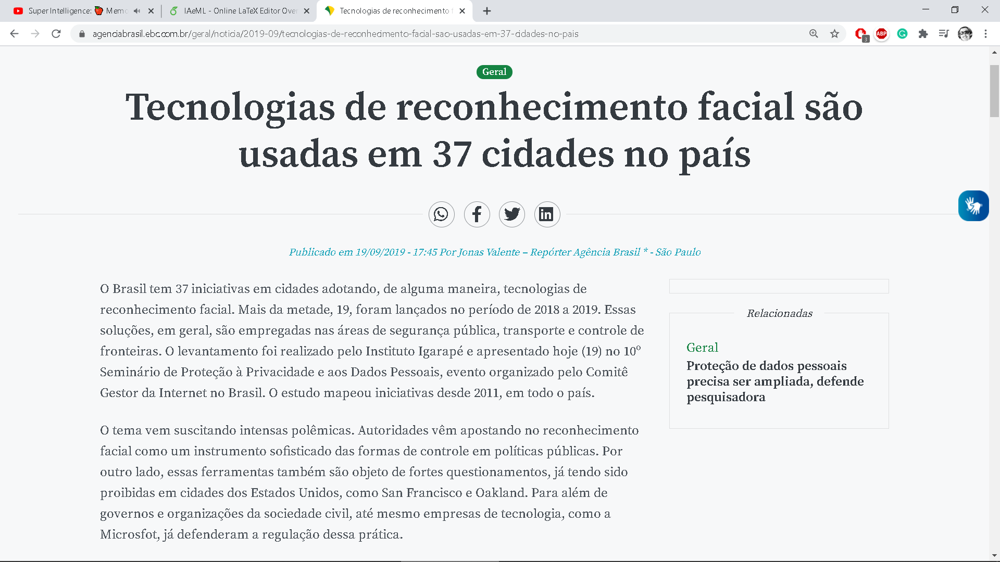 Super Intelligence: 🍎 Memo
IAeML - Online LaTeX Editor Over
Tecnologias de reconhecimento f
agenciabrasil.ebc.com.br/geral/noticia/2019-09/tecnologias-de-reconhecimento-facial-sao-usadas-em-37-cidades-no-pais
3
ABP
Geral
Tecnologias de reconhecimento facial são
usadas em 37 cidades no país
Publicado em 19/09/2019 - 17:45 Por Jonas Valente – Repórter Agência Brasil * - São Paulo
O Brasil tem 37 iniciativas em cidades adotando, de alguma maneira, tecnologias de
reconhecimento facial. Mais da metade, 19, foram lançados no período de 2018 a 2019. Essas
soluções, em geral, são empregadas nas áreas de segurança pública, transporte e controle de
fronteiras. O levantamento foi realizado pelo Instituto Igarapé e apresentado hoje (19) no 10º
Seminário de Proteção à Privacidade e aos Dados Pessoais, evento organizado pelo Comitê
Gestor da Internet no Brasil. O estudo mapeou iniciativas desde 2011, em todo o país.
O tema vem suscitando intensas polêmicas. Autoridades vêm apostando no reconhecimento
facial como um instrumento sofisticado das formas de controle em políticas públicas. Por
outro lado, essas ferramentas também são objeto de fortes questionamentos, já tendo sido
proibidas em cidades dos Estados Unidos, como San Francisco e Oakland. Para além de
governos e organizações da sociedade civil, até mesmo empresas de tecnologia, como a
Microsfot, já defenderam a regulação dessa prática.
Relacionadas
Geral
Proteção de dados pessoais
precisa ser ampliada, defende
pesquisadora